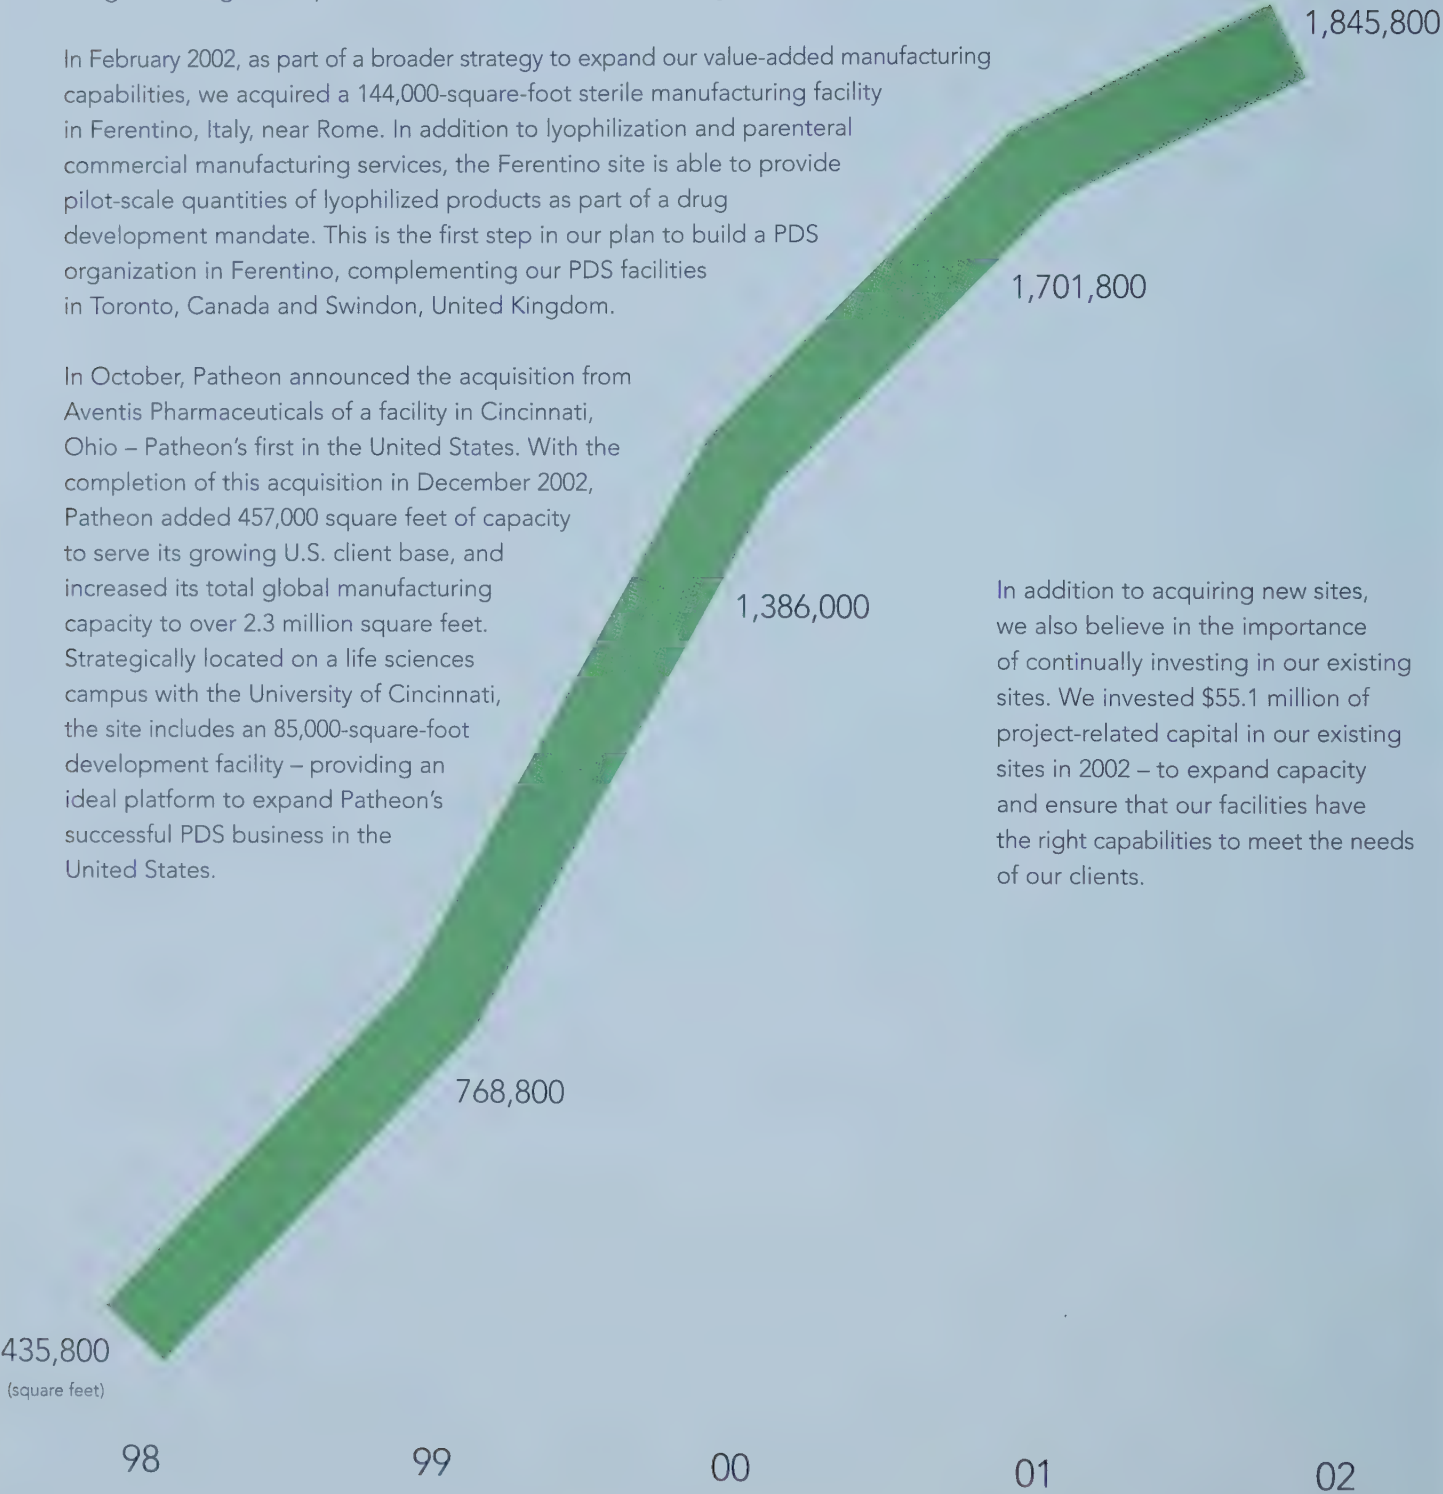 1,845,800
In February 2002, as part of a broader strategy to expand our value-added manufacturing
capabilities, we acquired a 144,000-square-foot sterile manufacturing facility
in Ferentino, Italy, near Rome. In addition to lyophilization and parenteral
commercial manufacturing services, the Ferentino site is able to provide
pilot-scale quantities of lyophilized products as part of a drug
development mandate. This is the first step in our plan to build a PDS
organization in Ferentino, complementing our PDS facilities
in Toronto, Canada and Swindon, United Kingdom.
1,701,800
In October, Patheon announced the acquisition from
Aventis Pharmaceuticals of a facility in Cincinnati,
Ohio – Patheon's first in the United States. With the
completion of this acquisition in December 2002,
Patheon added 457,000 square feet of capacity
to serve its growing U.S. client base, and
increased its total global manufacturing
capacity to over 2.3 million square feet.
Strategically located on a life sciences
campus with the University of Cincinnati,
the site includes an 85,000-square-foot
development facility – providing an
ideal platform to expand Patheon's
successful PDS business in the
United States.
1,386,000
In addition to acquiring new sites,
we also believe in the importance
of continually investing in our existing
sites. We invested $55.1 million of
project-related capital in our existing
sites in 2002 – to expand capacity
and ensure that our facilities have
the right capabilities to meet the needs
of our clients.
768,800
435,800
(square feet)
98 99 00 01 02